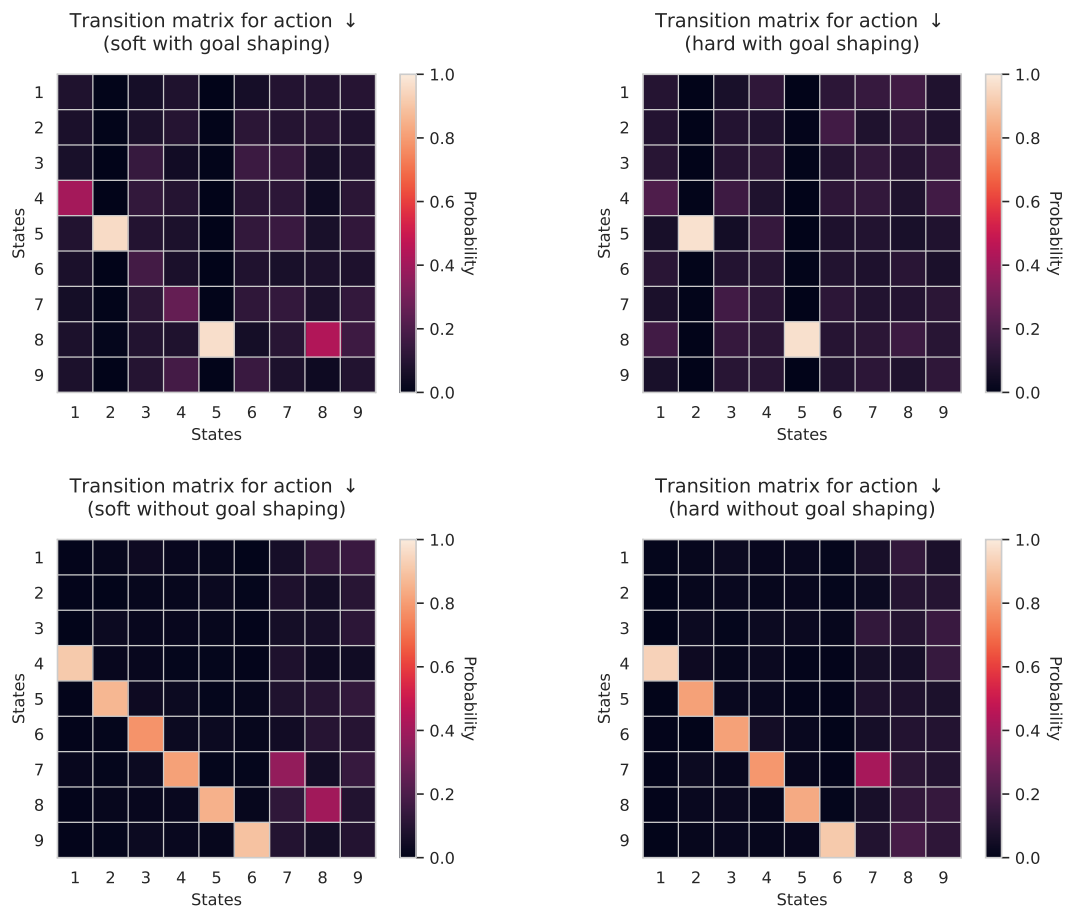 Transition matrix for action ↓
(soft with goal shaping)
1
2
3
4
5
6
7
8
9
States
1 2 3 4 5 6 7 8 9
States
1.0
0.8
0.6
0.4
0.2
0.0
Probability
Transition matrix for action ↓
(hard with goal shaping)
1
2
3
4
5
6
7
8
9
States
1 2 3 4 5 6 7 8 9
States
1.0
0.8
0.6
0.4
0.2
0.0
Probability
Transition matrix for action ↓
(soft without goal shaping)
1
2
3
4
5
6
7
8
9
States
1 2 3 4 5 6 7 8 9
States
1.0
0.8
0.6
0.4
0.2
0.0
Probability
Transition matrix for action ↓
(hard without goal shaping)
1
2
3
4
5
6
7
8
9
States
1 2 3 4 5 6 7 8 9
States
1.0
0.8
0.6
0.4
0.2
0.0
Probability